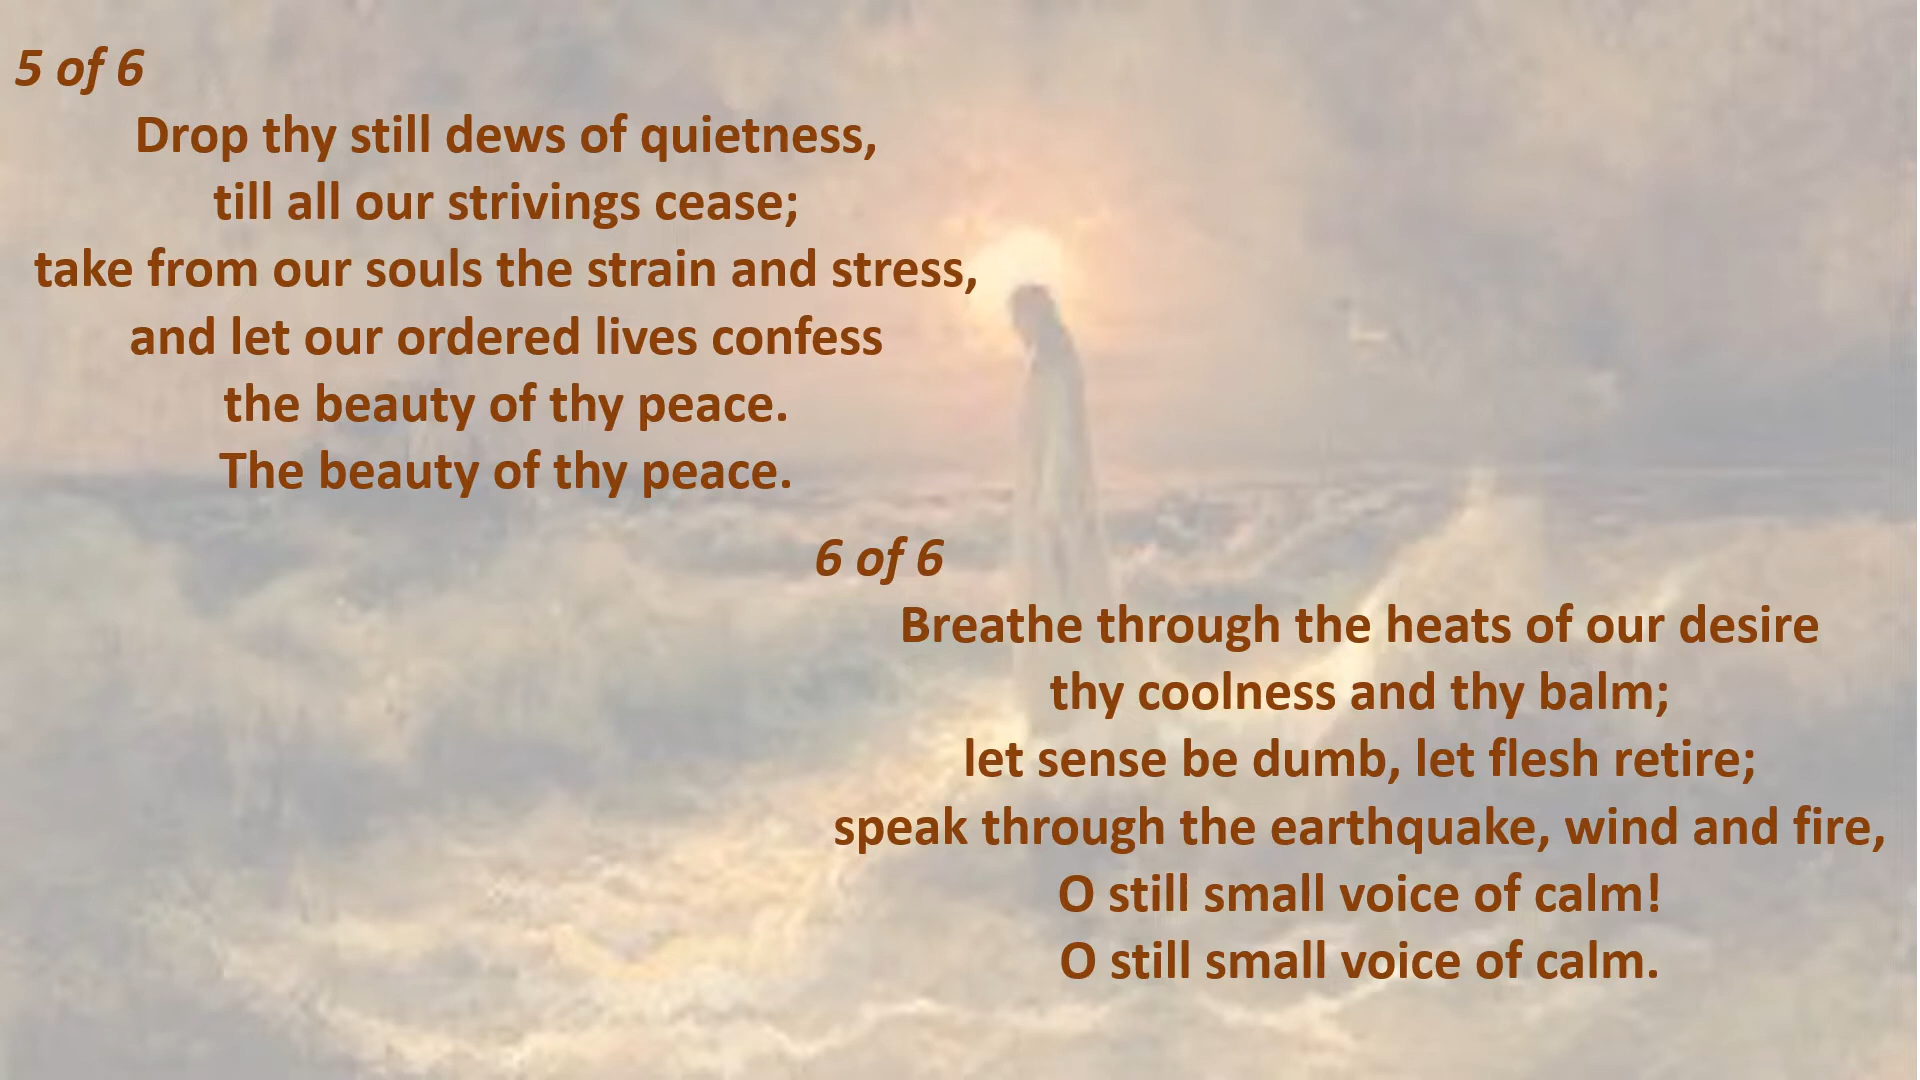 5 of 6
Drop thy still dews of quietness,
till all our strivings cease;
take from our souls the strain and stress,
and let our ordered lives confess
the beauty of thy peace.
The beauty of thy peace.
6 of 6
Breathe through the heats of our desire
thy coolness and thy balm;
let sense be dumb, let flesh retire;
speak through the earthquake, wind and fire,
O still small voice of calm!
O still small voice of calm.